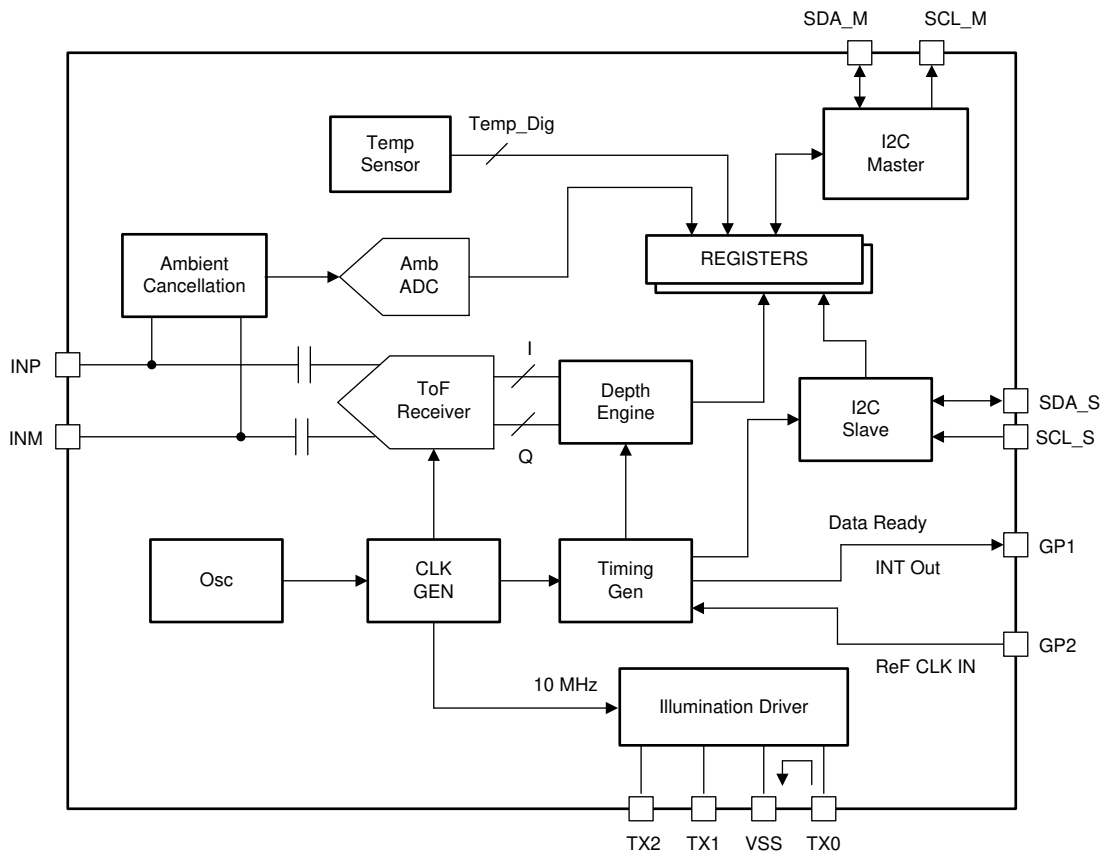 SDA_M
SCL_M
Temp_Dig
Temp
Sensor
I2C
Master
REGISTERS
Ambient
Cancellation
Amb
ADC
INP
I
ToF
Receiver
Depth
Engine
I2C
Slave
SDA_S
INM
SCL_S
Q
Data Ready
GP1
Osc
CLK
GEN
Timing
Gen
INT Out
GP2
ReF CLK IN
10 MHz
Illumination Driver
TX2
TX1
VSS
TX0